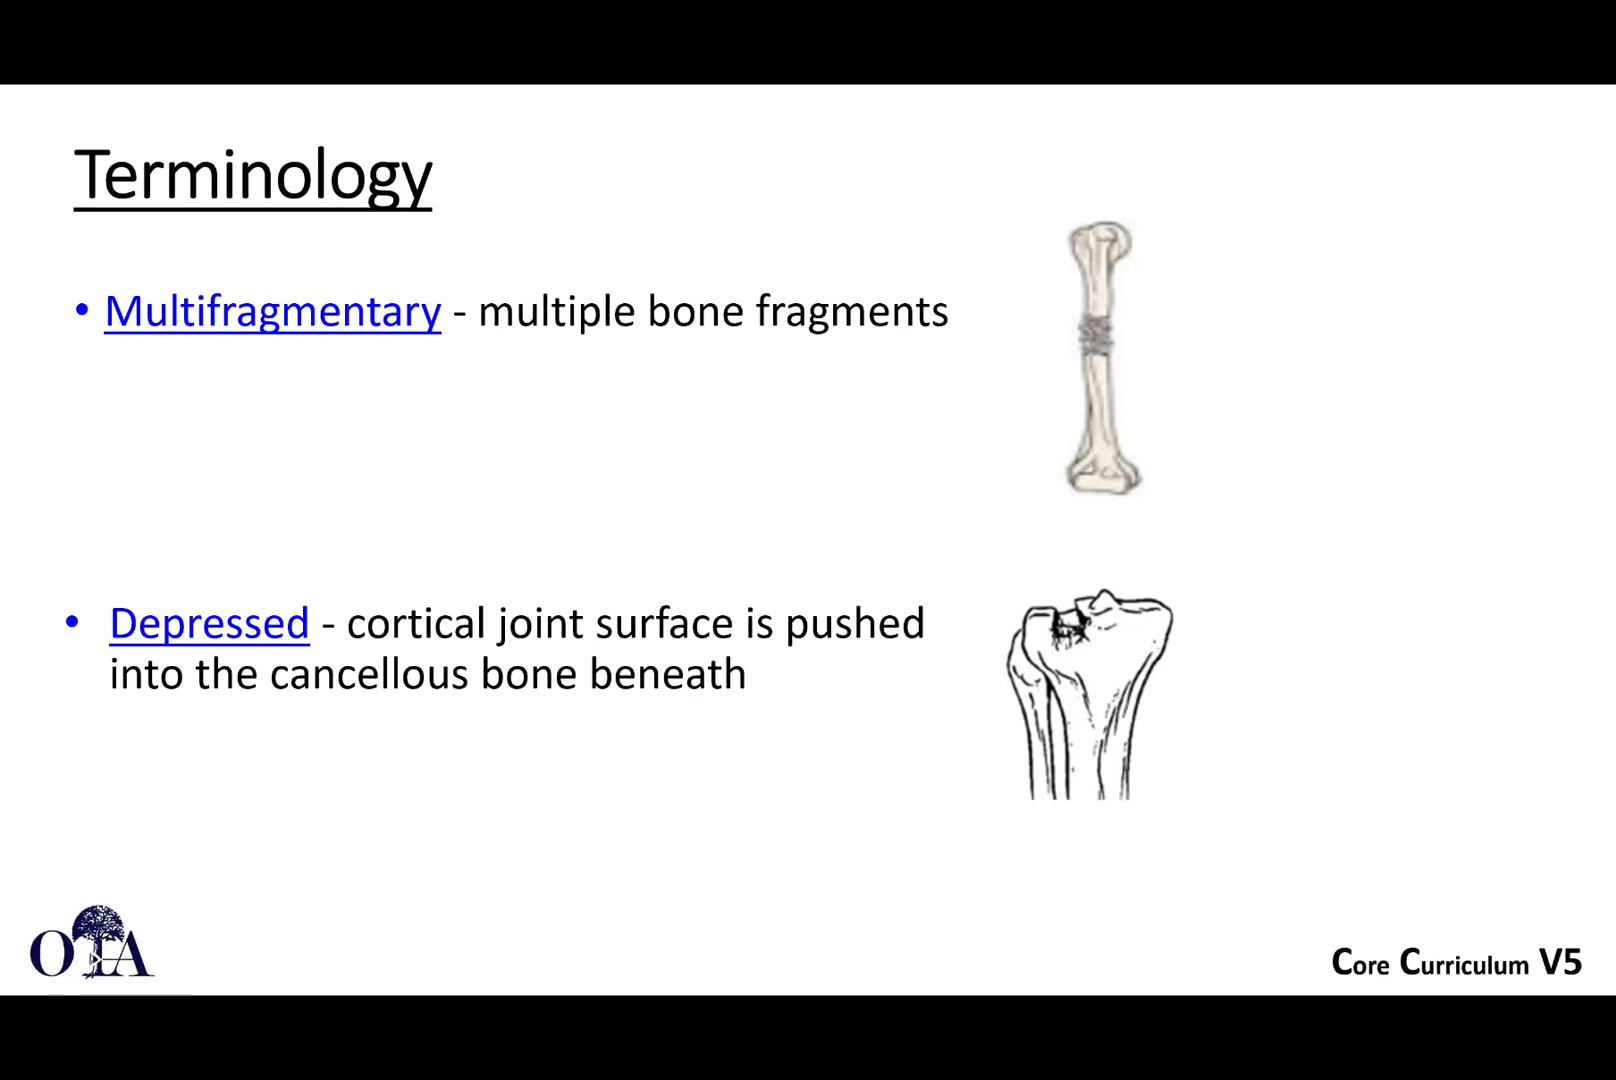 Terminology
• Multifragmentary - multiple bone fragments
• Depressed - cortical joint surface is pushed
into the cancellous bone beneath
OTA
Core Curriculum V5